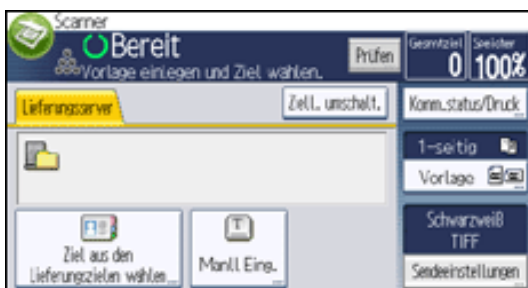 Scanner
Bereit
Vorlage einlegen und Ziel wählen.
Prüfen
Gesamtziel
0
Speicher
100%
Lieferungsserver
Zell. umschalt.
Komm.status/Druck
1-seitig
Vorlage
Schwarzweiß
TIFF
Sendeeinstellungen
Ziel aus den
Lieferungszielen wählen
Manll Eing.